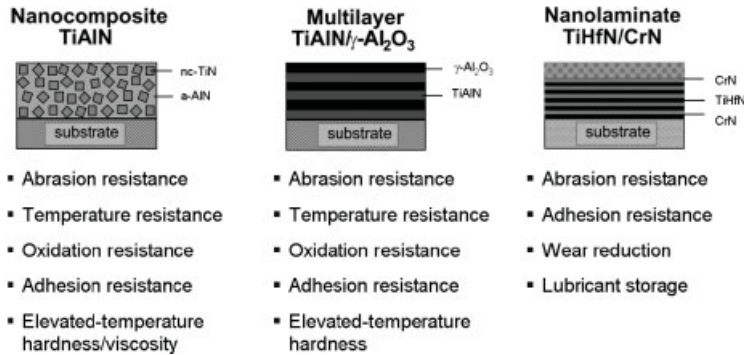 Nanocomposite
TiAlN
nc-TiN
a-AlN
substrate
▪ Abrasion resistance
▪ Temperature resistance
▪ Oxidation resistance
▪ Adhesion resistance
▪ Elevated-temperature
hardness/viscosity
Multilayer
TiAlN/γ-Al₂O₃
γ-Al₂O₃
TiAlN
substrate
▪ Abrasion resistance
▪ Temperature resistance
▪ Oxidation resistance
▪ Adhesion resistance
▪ Elevated-temperature
hardness
Nanolaminate
TiHfN/CrN
CrN
TiHfN
CrN
substrate
▪ Abrasion resistance
▪ Adhesion resistance
▪ Wear reduction
▪ Lubricant storage